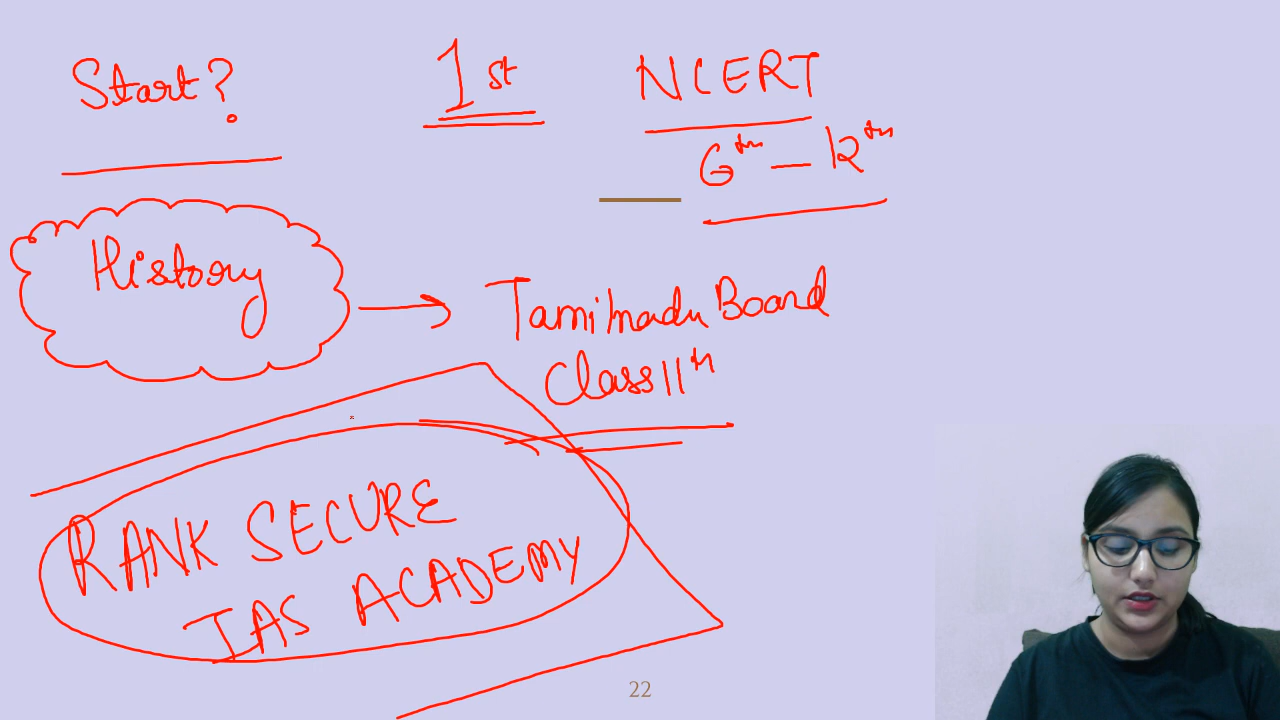 Start?
1st
NCERT
6th - 12th
History
Tamilnadu Board
Class 11th
RANK SECURE
IAS ACADEMY
22